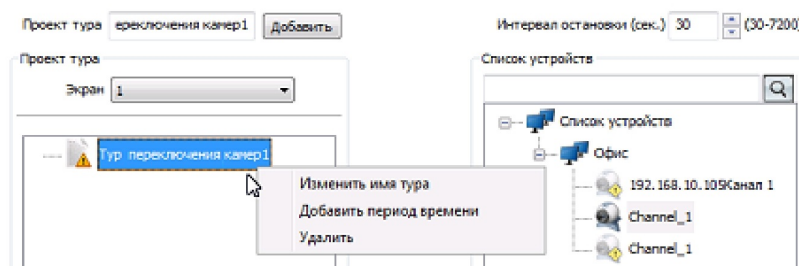 Проект тура ереключения камер1 Добавить Интервал остановки (сек.) 30 (30-7200)
Проект тура
Экран 1
Тур переключения камер1
Изменить имя тура
Добавить период времени
Удалить
Список устройств
Список устройств
Офис
192.168.10.105Канал 1
Channel_1
Channel_1